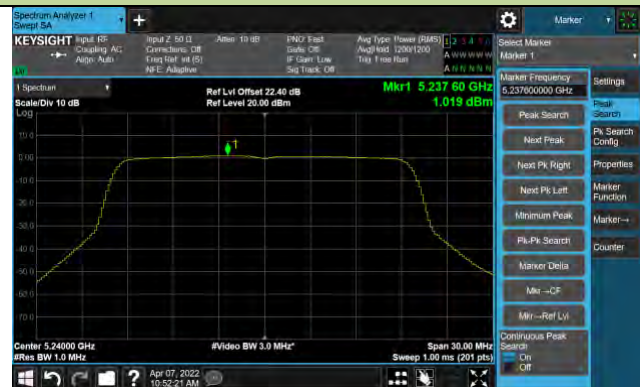 Spectrum Analyzer 1
Swept SA
Marker
KEYSIGHT
Input: RF
Coupling: AC
Align: Auto
Input Z: 50 Ω
Corrections: Off
Freq Ref: Int (S)
NFE: Adaptive
Atten: 10 dB
PNO: Fast
Gate: Off
IF Gain: Low
Sig Track: Off
Avg Type: Power (RMS)
Avg|Hold: 1200/1200
Trig: Free Run
1 2 3 4 5 6
A W W W W W
A N N N N N
Select Marker
Marker 1
1 Spectrum
Scale/Div 10 dB
Log
Ref Lvl Offset 22.40 dB
Ref Level 20.00 dBm
Mkr1 5.237 60 GHz
1.019 dBm
10.0
0.00
-10.0
-20.0
-30.0
-40.0
-50.0
-60.0
-70.0
1
Center 5.24000 GHz
#Res BW 1.0 MHz
#Video BW 3.0 MHz*
Span 30.00 MHz
Sweep 1.00 ms (201 pts)
Marker Frequency
5.237600000 GHz
Peak Search
Next Peak
Next Pk Right
Next Pk Left
Minimum Peak
Pk-Pk Search
Marker Delta
Mkr→CF
Mkr→Ref Lvl
Continuous Peak
Search
On
Off
Settings
Peak
Search
Pk Search
Config
Properties
Marker
Function
Marker→
Counter
Apr 07, 2022
10:52:21 AM